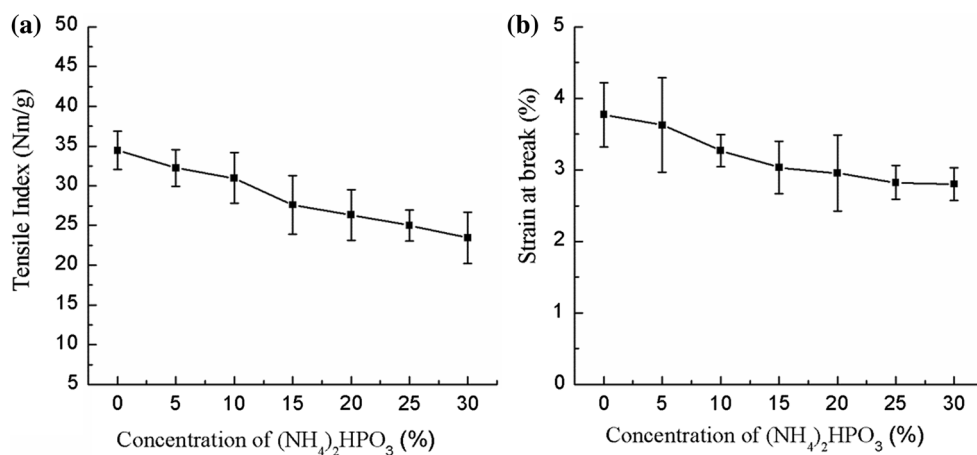 (a)
50
45
40
35
30
25
20
15
10
5
Tensile Index (Nm/g)
0 5 10 15 20 25 30
Concentration of (NH₄)₂HPO₃ (%)
(b)
5
4
3
2
1
0
Strain at break (%)
0 5 10 15 20 25 30
Concentration of (NH₄)₂HPO₃ (%)